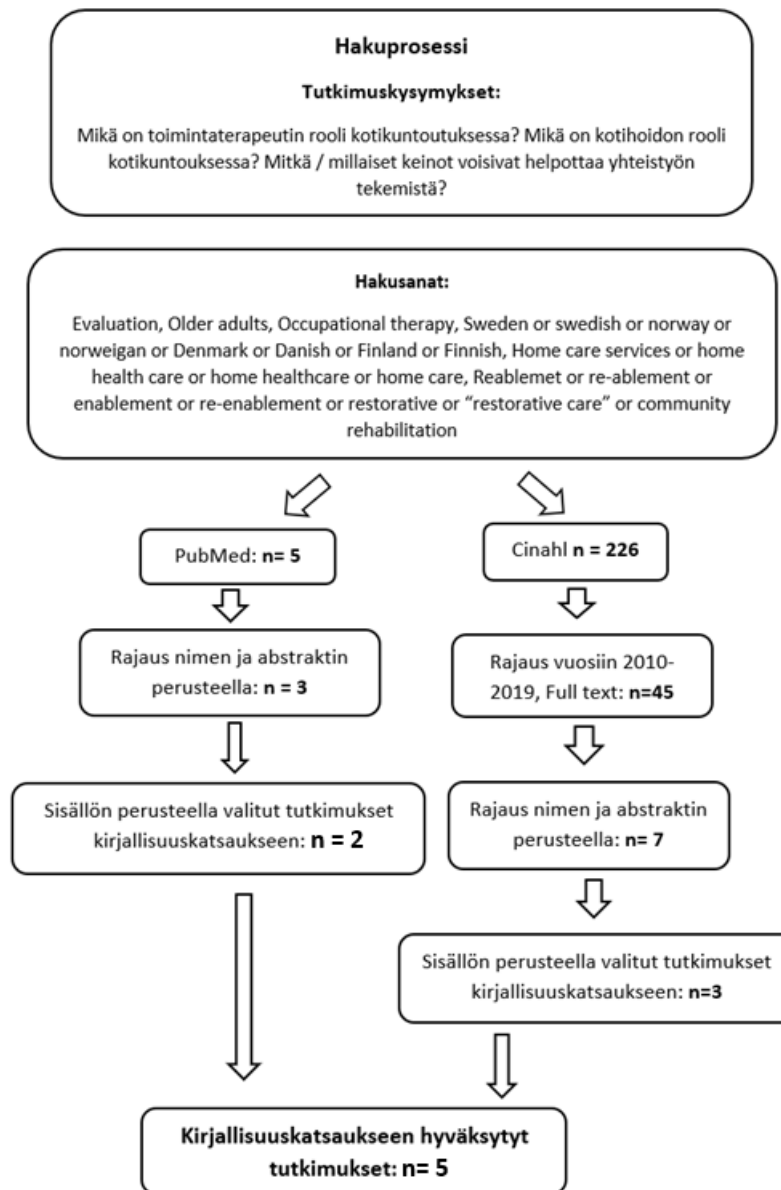 Hakuprosessi
Tutkimuskysymykset:
Mikä on toimintaterapeutin rooli kotikuntoutuksessa? Mikä on kotihoidon rooli
kotikuntouksessa? Mitkä / millaiset keinot voisivat helpottaa yhteistyön
tekemistä?
Hakusanat:
Evaluation, Older adults, Occupational therapy, Sweden or swedish or norway or
norweigan or Denmark or Danish or Finland or Finnish, Home care services or home
health care or home healthcare or home care, Reablemet or re-ablement or
enablement or re-enablement or restorative or “restorative care” or community
rehabilitation
PubMed: n= 5
Cinahl n = 226
Rajaus nimen ja abstraktin
perusteella: n = 3
Rajaus vuosiin 2010-
2019, Full text: n=45
Sisällön perusteella valitut tutkimukset
kirjallisuuskatsaukseen: n = 2
Rajaus nimen ja abstraktin
perusteella: n= 7
Sisällön perusteella valitut tutkimukset
kirjallisuuskatsaukseen: n=3
Kirjallisuuskatsaukseen hyväksytyt
tutkimukset: n= 5